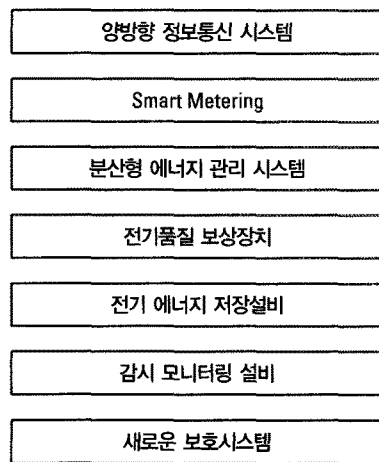 양방향 정보통신 시스템
Smart Metering
분산형 에너지 관리 시스템
전기품질 보상장치
전기 에너지 저장설비
감시 모니터링 설비
새로운 보호시스템